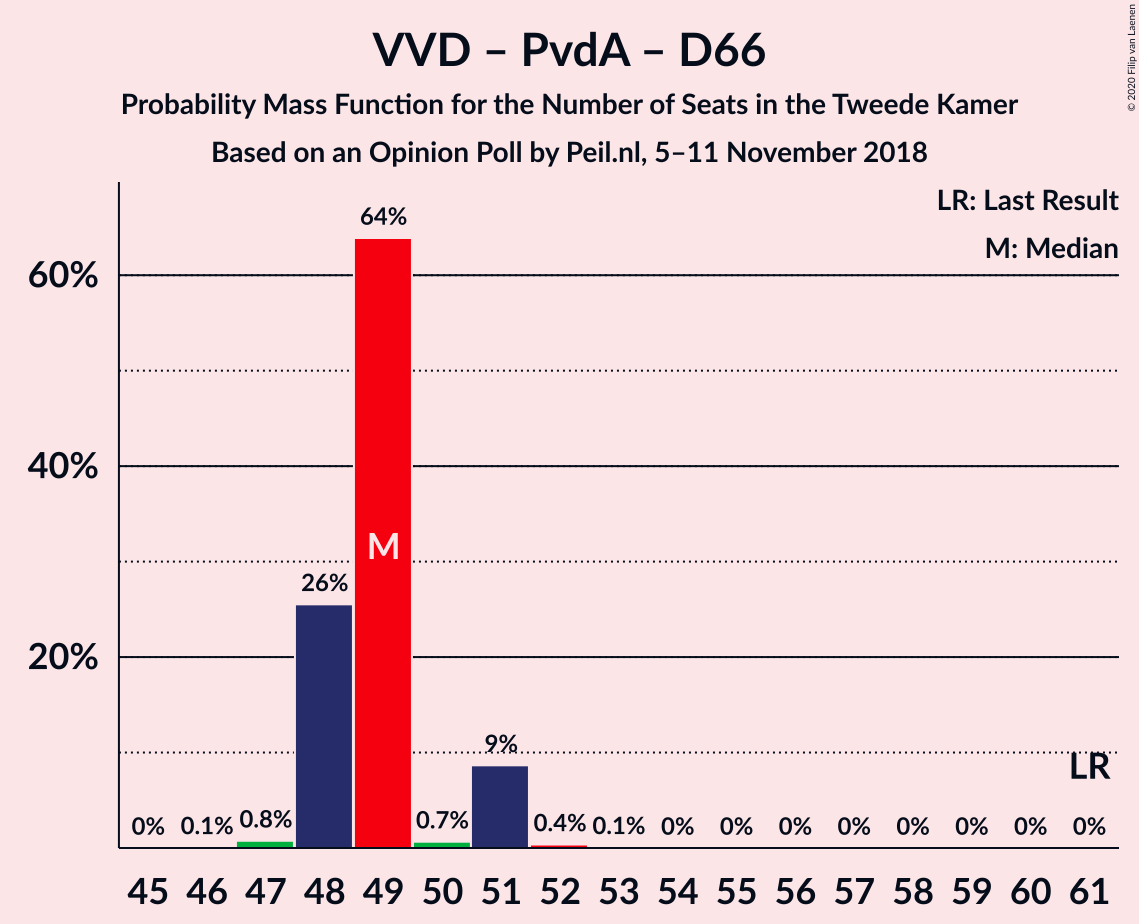 VVD – PvdA – D66
Probability Mass Function for the Number of Seats in the Tweede Kamer
Based on an Opinion Poll by Peil.nl, 5–11 November 2018
© 2020 Filip van Laenen
LR: Last Result
M: Median
60%
40%
20%
0% 0.1% 0.8% 26% 64% 0.7% 9% 0.4% 0.1% 0% 0% 0% 0% 0% 0% 0% 0%
M
LR
45 46 47 48 49 50 51 52 53 54 55 56 57 58 59 60 61